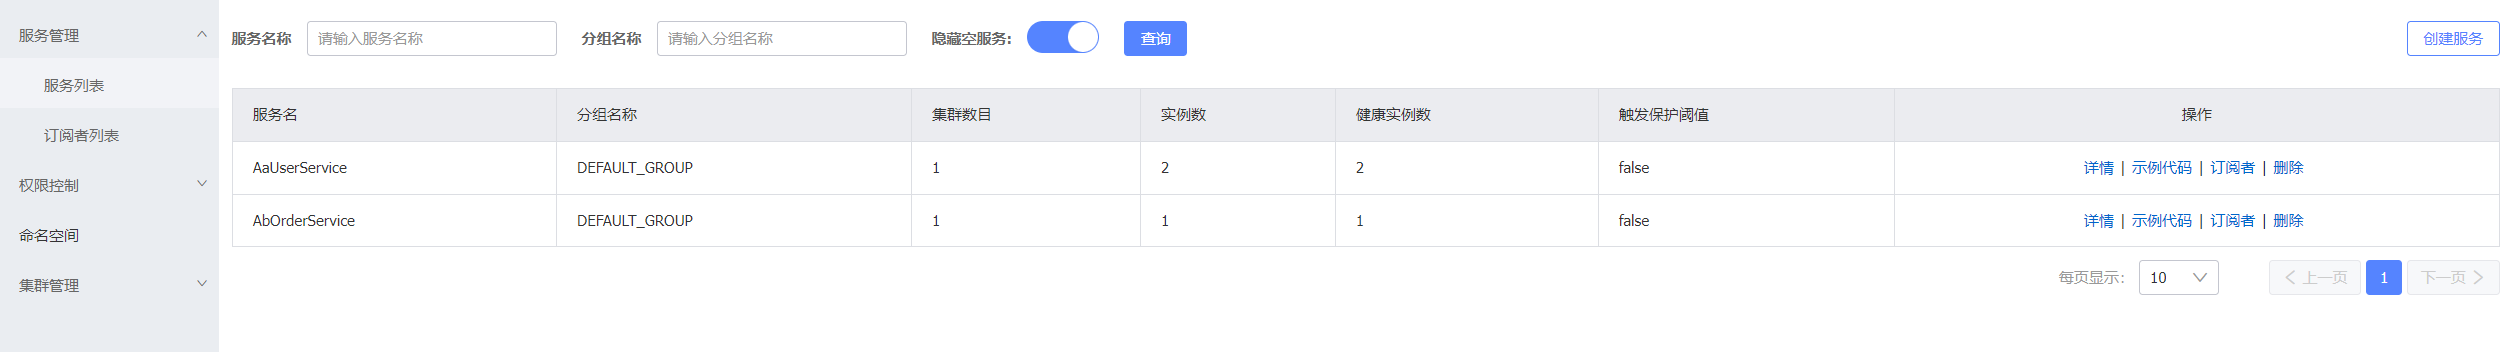 服务管理
服务列表
订阅者列表
权限控制
命名空间
集群管理
服务名称 请输入服务名称 分组名称 请输入分组名称 隐藏空服务: 查询 创建服务
服务名 分组名称 集群数目 实例数 健康实例数 触发保护阈值 操作
AaUserService DEFAULT_GROUP 1 2 2 false 详情 | 示例代码 | 订阅者 | 删除
AbOrderService DEFAULT_GROUP 1 1 1 false 详情 | 示例代码 | 订阅者 | 删除
每页显示: 10 上一页 1 下一页